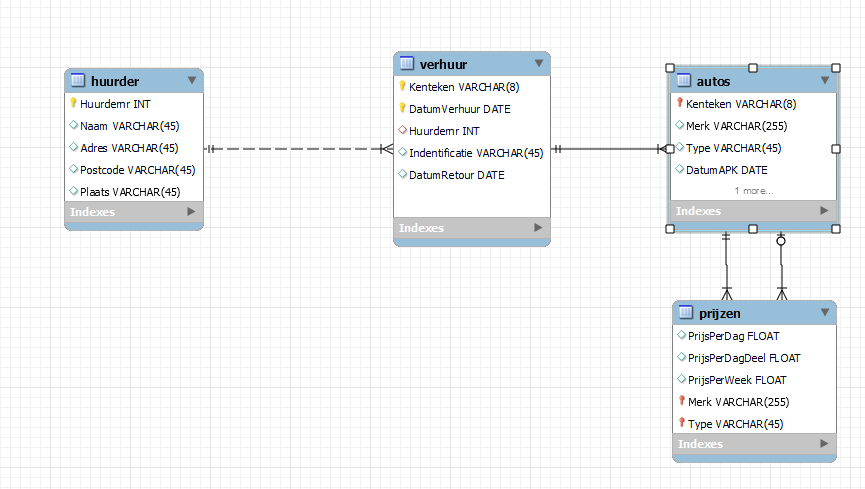 huurder
Huurdemr INT
Naam VARCHAR(45)
Adres VARCHAR(45)
Postcode VARCHAR(45)
Plaats VARCHAR(45)
Indexes
verhuur
Kenteken VARCHAR(8)
DatumVerhuur DATE
Huurdemr INT
Indentificatie VARCHAR(45)
DatumRetour DATE
Indexes
autos
Kenteken VARCHAR(8)
Merk VARCHAR(255)
Type VARCHAR(45)
DatumAPK DATE
1 more...
Indexes
prijzen
PrijsPerDag FLOAT
PrijsPerDagDeel FLOAT
PrijsPerWeek FLOAT
Merk VARCHAR(255)
Type VARCHAR(45)
Indexes